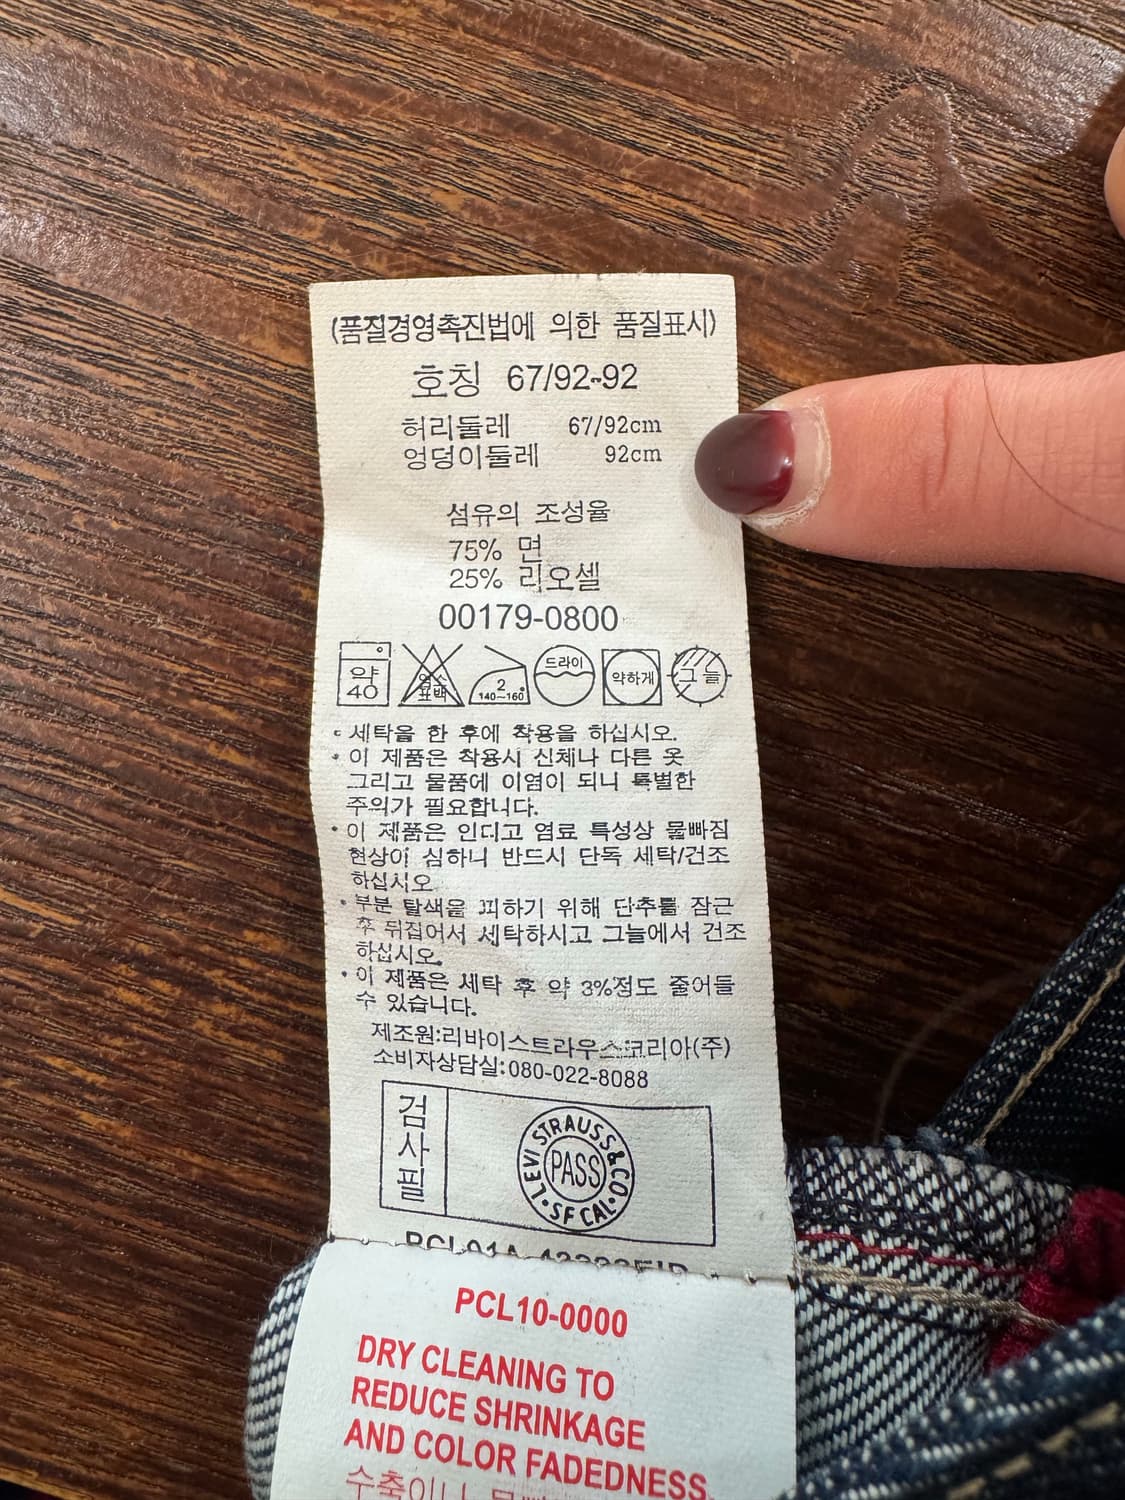 (품질경영촉진법에 의한 품질표시)
호칭 67/92-92
허리둘레 67/92cm
엉덩이둘레 92cm
섬유의 조성율
75% 면
25% 리오셀
00179-0800
약 40
염소 표백
2 140-160°
드라이
약하게
그늘
• 세탁을 한 후에 착용을 하십시오.
• 이 제품은 착용시 신체나 다른 옷
그리고 물품에 이염이 되니 특별한
주의가 필요합니다.
• 이 제품은 인디고 염료 특성상 물빠짐
현상이 심하니 반드시 단독 세탁/건조
하십시오.
• 부분 탈색을 피하기 위해 단추를 잠근
후 뒤집어서 세탁하시고 그늘에서 건조
하십시오.
• 이 제품은 세탁 후 약 3%정도 줄어들
수 있습니다.
제조원:리바이스트라우스코리아(주)
소비자상담실:080-022-8088
검사필
LEVI STRAUSS & CO. SF CAL.
PASS
PCL10-0000
DRY CLEANING TO
REDUCE SHRINKAGE
AND COLOR FADEDNESS.